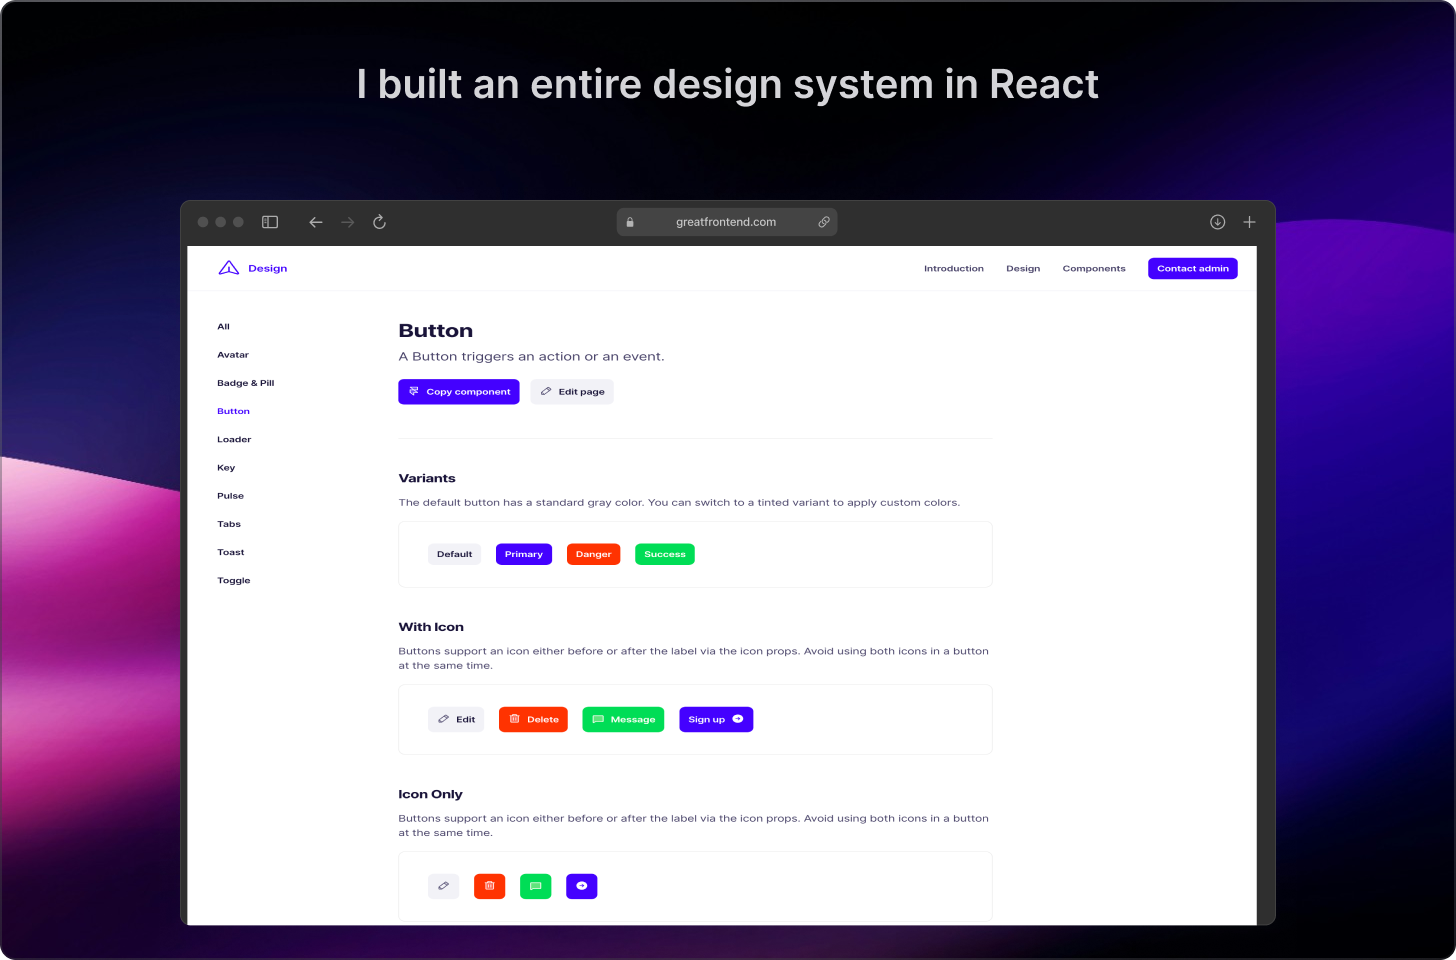 I built an entire design system in React
greatfrontend.com
Design
Introduction
Design
Components
Contact admin
All
Avatar
Badge & Pill
Button
Loader
Key
Pulse
Tabs
Toast
Toggle
Button
A Button triggers an action or an event.
Copy component
Edit page
Variants
The default button has a standard gray color. You can switch to a tinted variant to apply custom colors.
Default
Primary
Danger
Success
With Icon
Buttons support an icon either before or after the label via the icon props. Avoid using both icons in a button
at the same time.
Edit
Delete
Message
Sign up
Icon Only
Buttons support an icon either before or after the label via the icon props. Avoid using both icons in a button
at the same time.